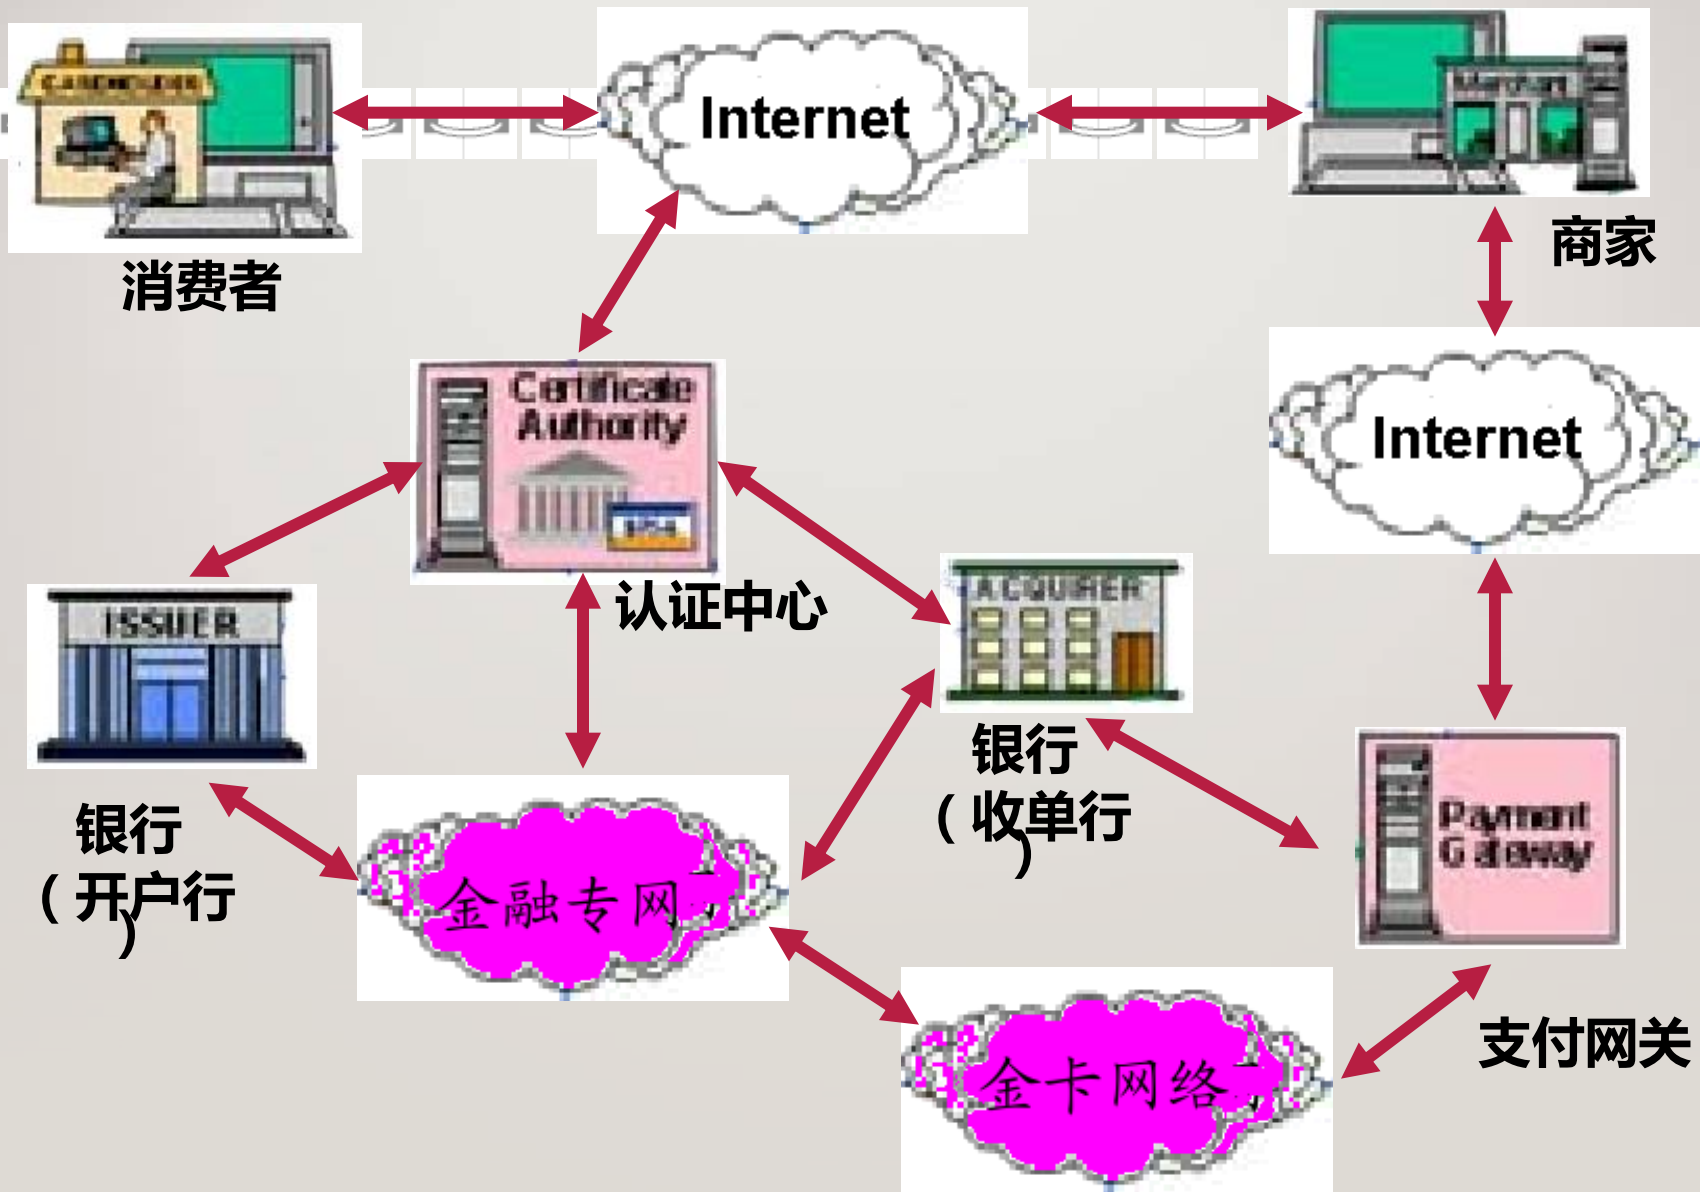 CARDHOLDERS
Internet
Merchant
消费者
商家
Certificate
Authority
Internet
认证中心
ISSUER
ACQUIRER
银行
（收单行
）
Payment
Gateway
银行
（开户行
）
金融专网
支付网关
金卡网络